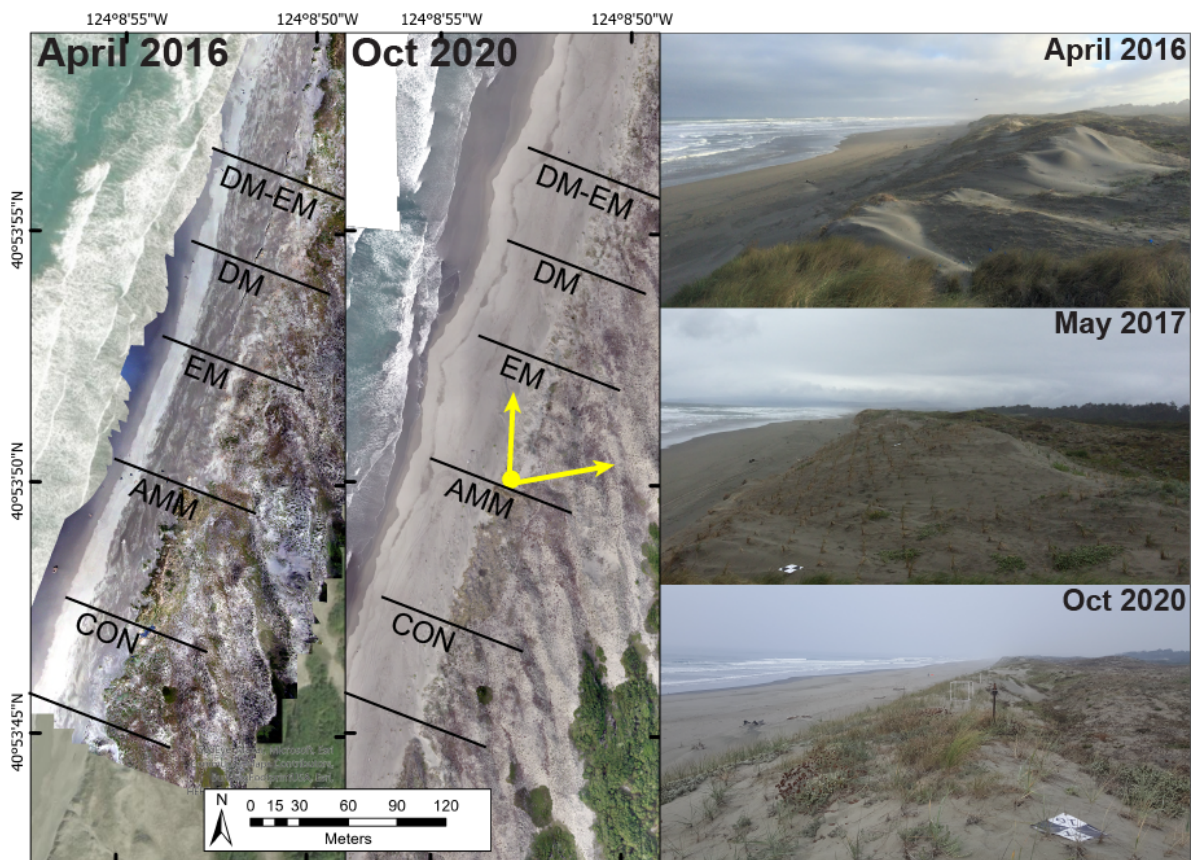 124°8'55"W
124°8'50"W
124°8'55"W
124°8'50"W
April 2016
Oct 2020
April 2016
May 2017
Oct 2020
40°53'55"N
40°53'50"N
40°53'45"N
DM-EM
DM
EM
AMM
CON
DM-EM
DM
EM
AMM
CON
N
0 15 30 60 90 120
Meters